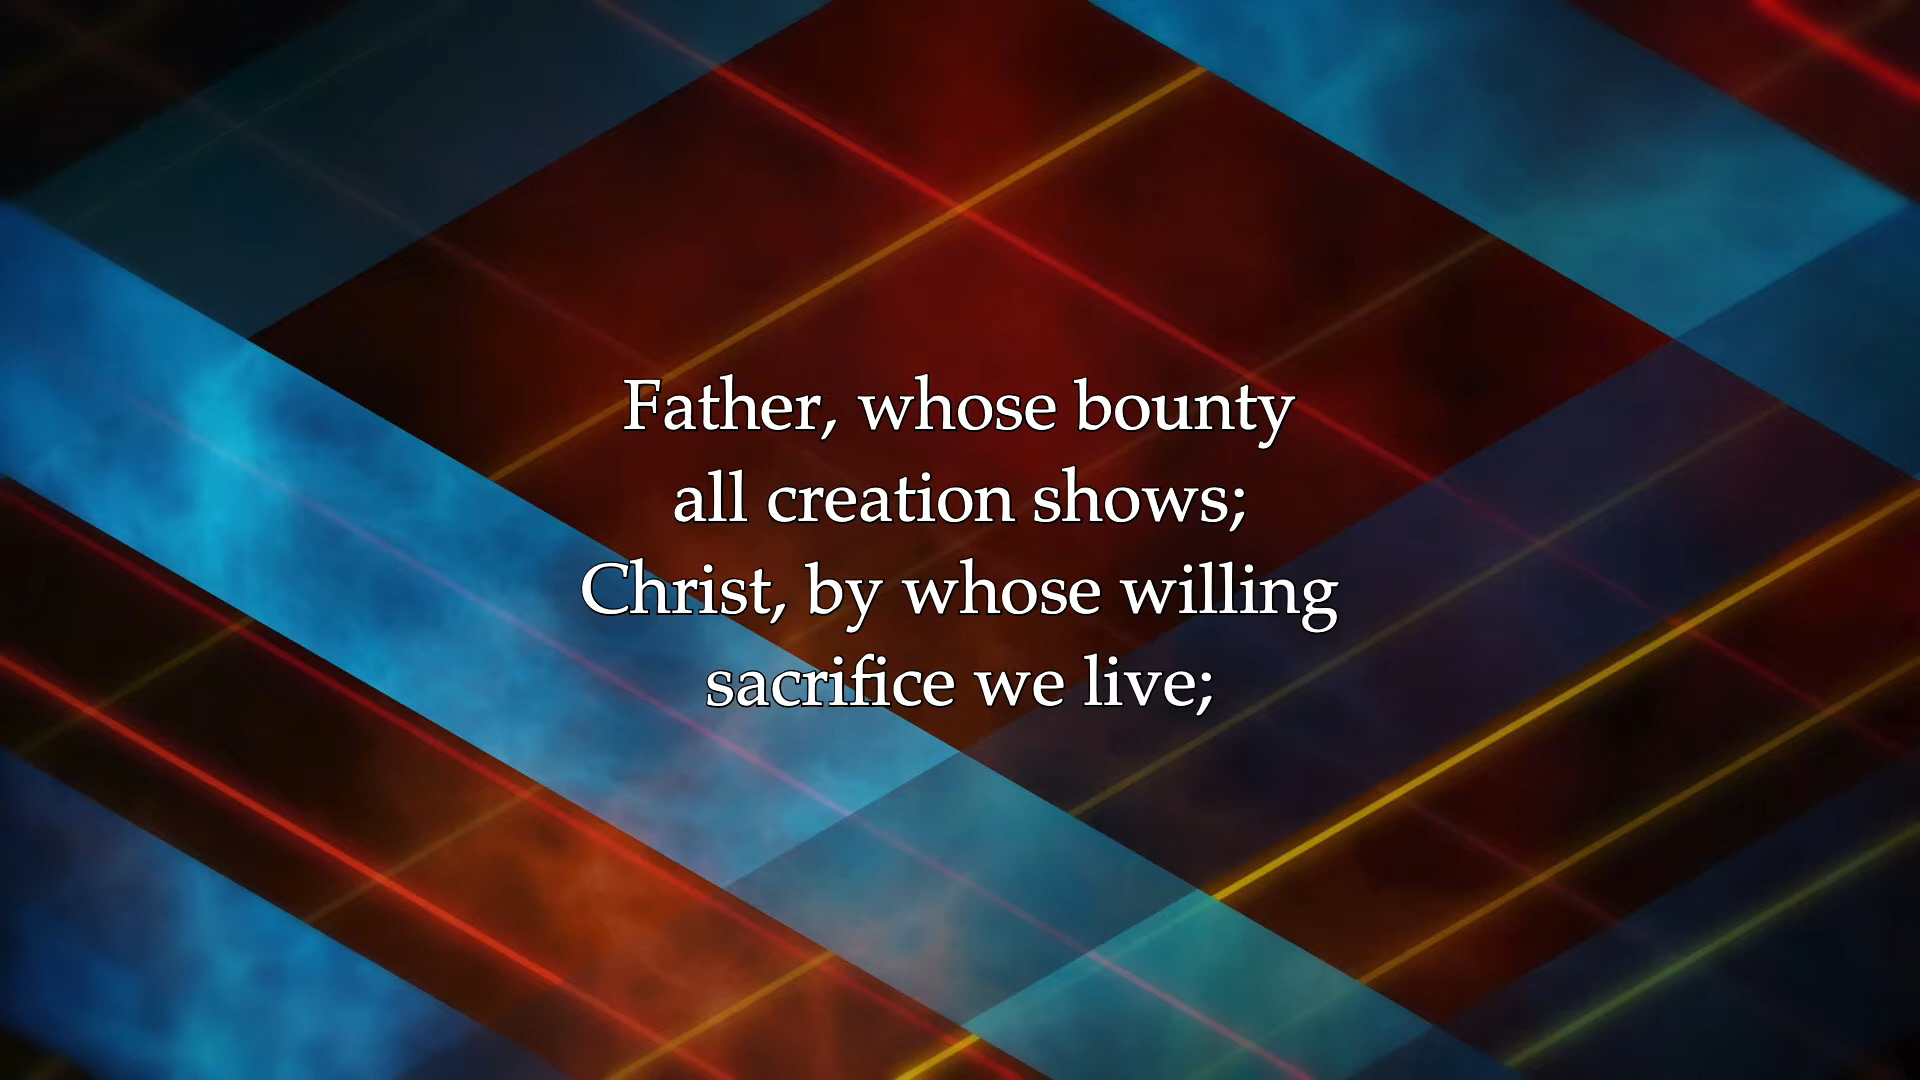 Father, whose bounty
all creation shows;
Christ, by whose willing
sacrifice we live;